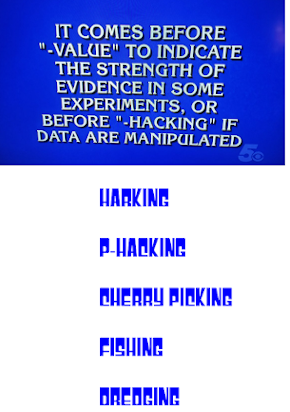 IT COMES BEFORE
"-VALUE" TO INDICATE
THE STRENGTH OF
EVIDENCE IN SOME
EXPERIMENTS, OR
BEFORE "-HACKING" IF
DATA ARE MANIPULATED
5
HARKING
P-HACKING
CHERRY PICKING
FISHING
DREDGING